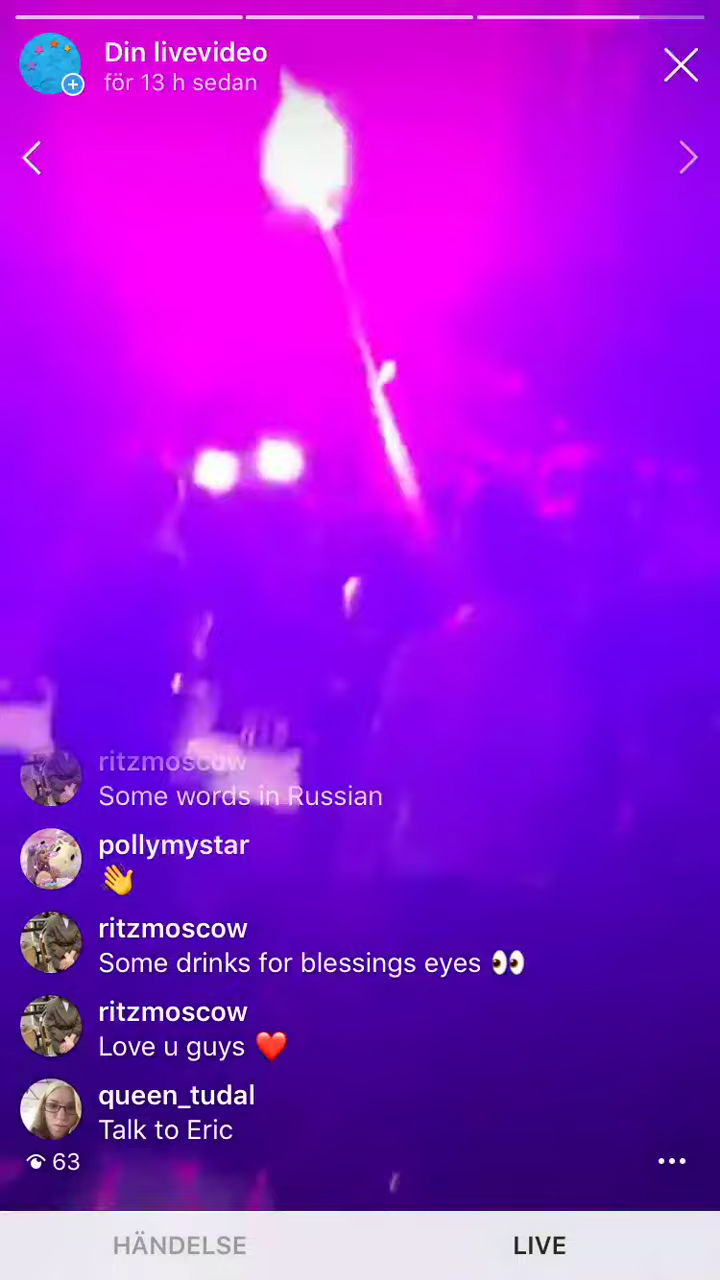 Din livevideo
för 13 h sedan
ritzmoscow
Some words in Russian
pollymystar
👋
ritzmoscow
Some drinks for blessings eyes 👀
ritzmoscow
Love u guys ❤️
queen_tudal
Talk to Eric
63
HÄNDELSE
LIVE